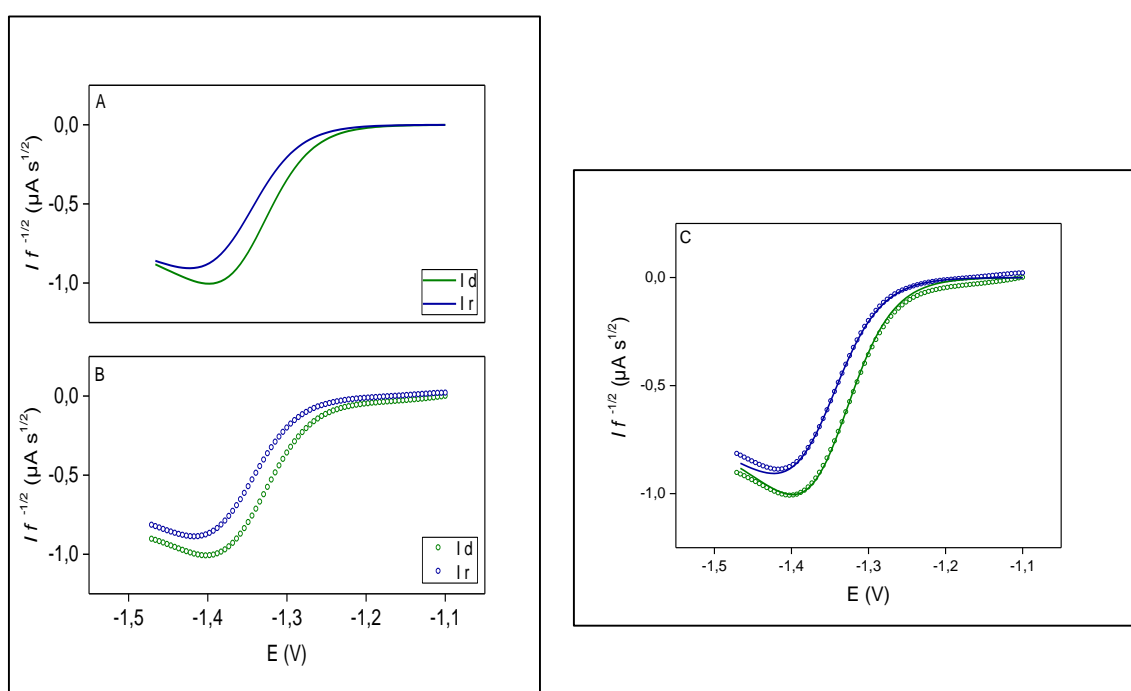 A
0,0
-0,5
-1,0
I f -1/2 (µA s1/2)
I d
I r
B
0,0
-0,5
-1,0
I f -1/2 (µA s1/2)
I d
I r
-1,5 -1,4 -1,3 -1,2 -1,1
E (V)
C
0,0
-0,5
-1,0
I f -1/2 (µA s1/2)
-1,5 -1,4 -1,3 -1,2 -1,1
E (V)